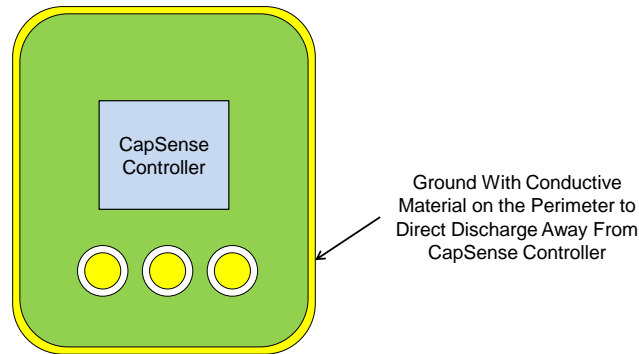 CapSense
Controller
Ground With Conductive
Material on the Perimeter to
Direct Discharge Away From
CapSense Controller